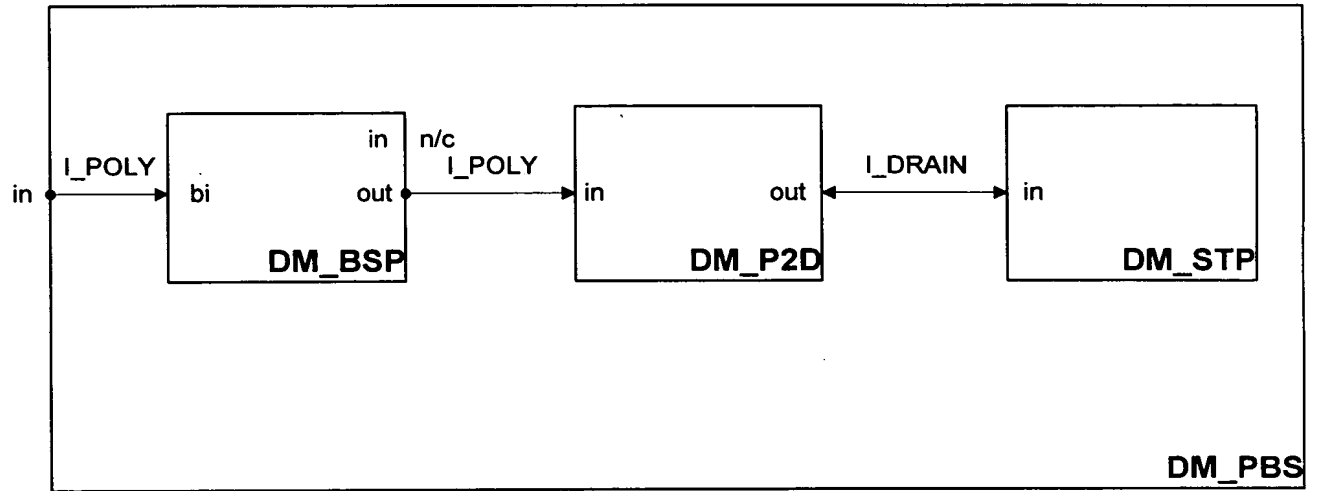 in n/c
I_POLY I_POLY I_DRAIN
in bi out in out in
DM_BSP DM_P2D DM_STP
DM_PBS